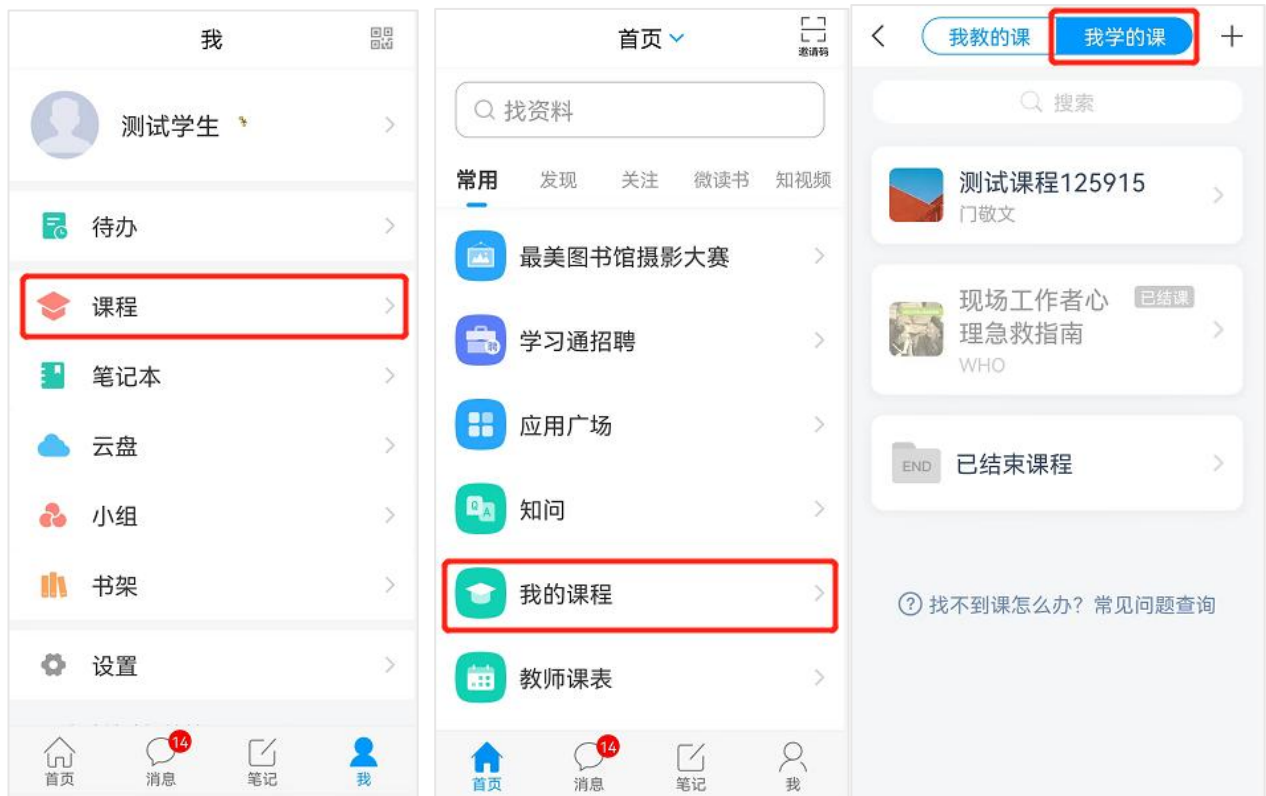 我
测试学生
待办
课程
笔记本
云盘
小组
书架
设置
14
首页
消息
笔记
我
首页
邀请码
找资料
常用
发现
关注
微读书
知视频
最美图书馆摄影大赛
学习通招聘
应用广场
Q
A
知问
我的课程
教师课表
14
首页
消息
笔记
我
我教的课
我学的课
搜索
测试课程125915
门敬文
现场工作者心
已结课
理急救指南
WHO
END
已结束课程
找不到课怎么办？常见问题查询